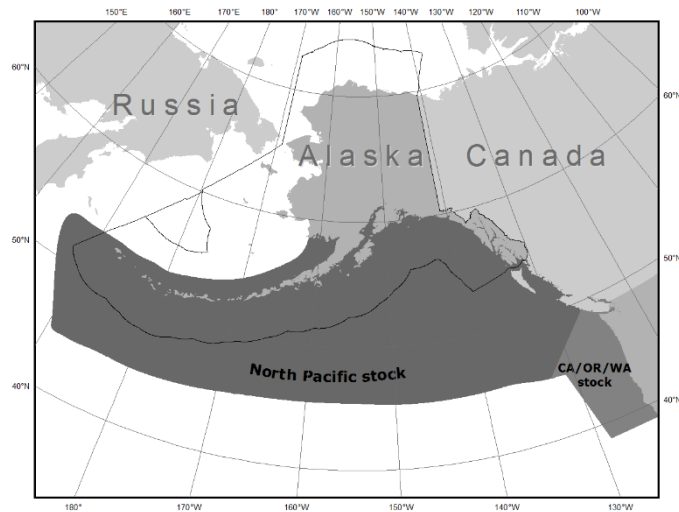 150°E 160°E 170°E 180° 170°W 160°W 150°W 140°W 130°W 120°W 110°W 100°W
60°N
60°N
Russia
Alaska Canada
50°N
50°N
North Pacific stock
CA/OR/WA
stock
40°N
40°N
180° 170°W 160°W 150°W 140°W 130°W